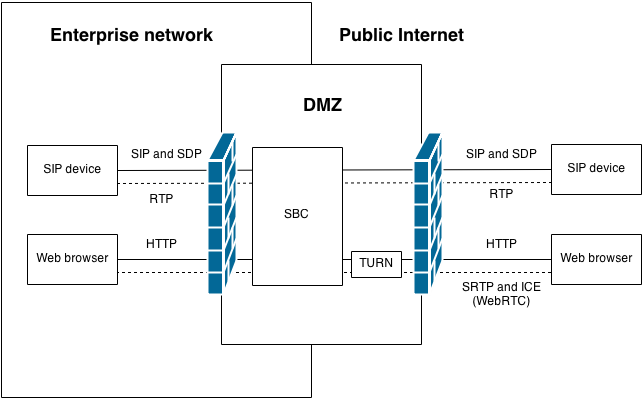 Enterprise network
Public Internet
DMZ
SIP and SDP
SIP and SDP
SIP device
SIP device
RTP
RTP
SBC
HTTP
HTTP
Web browser
TURN
Web browser
SRTP and ICE
(WebRTC)